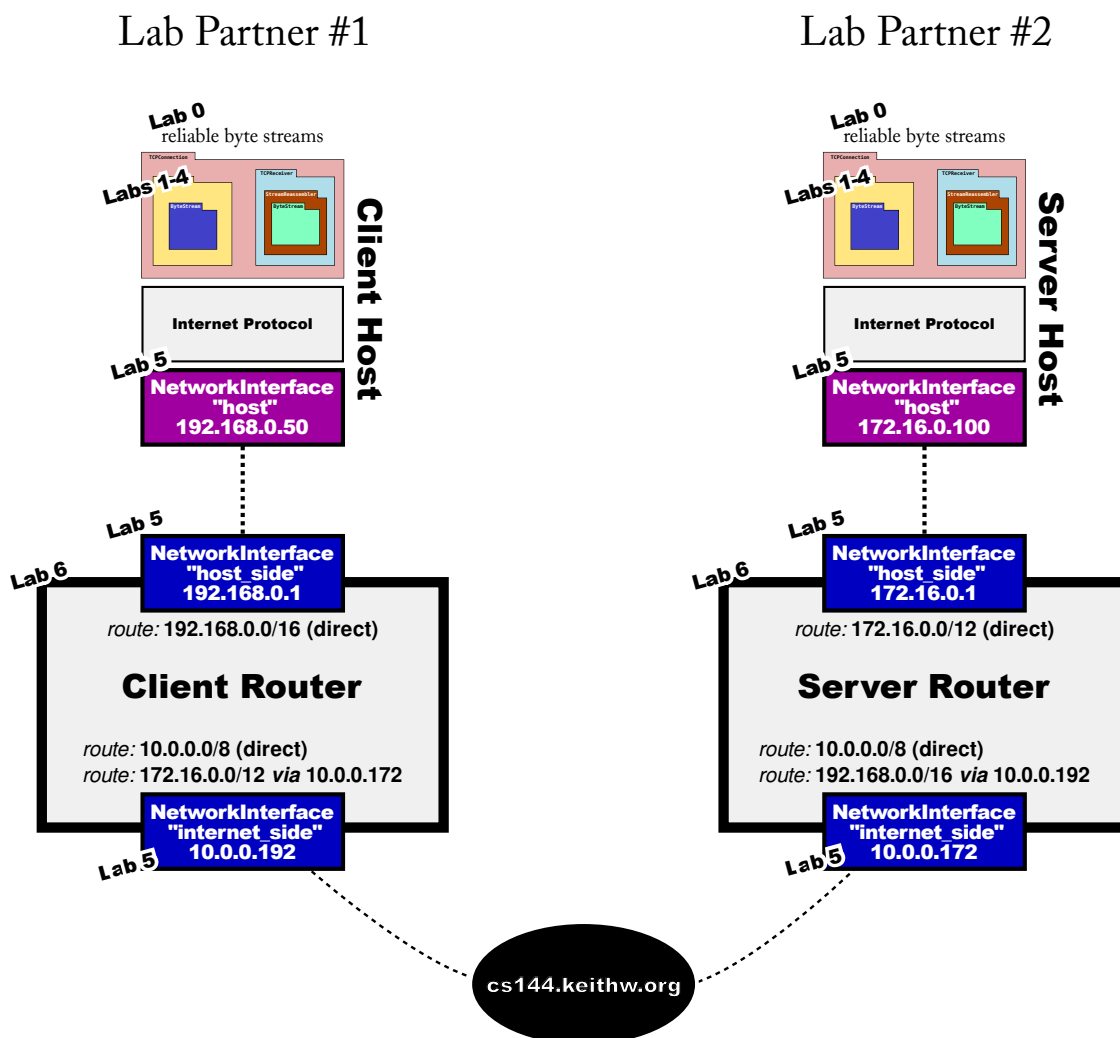 Lab Partner #1
Lab 0
reliable byte streams
TCPConnection
Labs 1-4
TCPReceiver
ByteStream
StreamReassembler
ByteStream
Client Host
Internet Protocol
Lab 5
NetworkInterface
"host"
192.168.0.50
Lab 5
NetworkInterface
"host_side"
192.168.0.1
Lab 6
route: 192.168.0.0/16 (direct)
Client Router
route: 10.0.0.0/8 (direct)
route: 172.16.0.0/12 via 10.0.0.172
NetworkInterface
"internet_side"
10.0.0.192
Lab 5
Lab Partner #2
Lab 0
reliable byte streams
TCPConnection
Labs 1-4
TCPReceiver
ByteStream
StreamReassembler
ByteStream
Server Host
Internet Protocol
Lab 5
NetworkInterface
"host"
172.16.0.100
Lab 5
NetworkInterface
"host_side"
172.16.0.1
Lab 6
route: 172.16.0.0/12 (direct)
Server Router
route: 10.0.0.0/8 (direct)
route: 192.168.0.0/16 via 10.0.0.192
NetworkInterface
"internet_side"
10.0.0.172
Lab 5
cs144.keithw.org